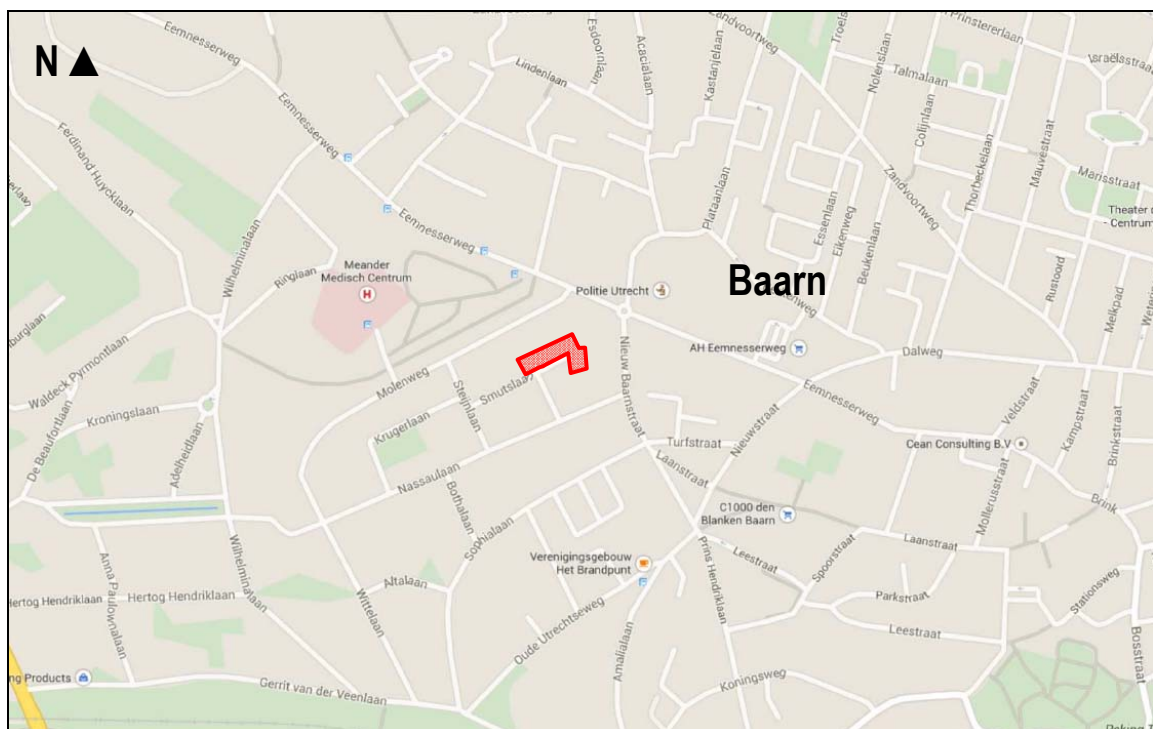 N ▲
Eemnesserweg
Esdoornlaan
Acacialaan
Kastanjelaan
Zandvoortweg
Troels
Nolenslaan
Prinstererlaan
Israëlastraat
Talmalaan
Lindenlaan
Colijnlaan
Thorbeckelaan
Mauvestraat
Marisstraat
Theater d
- Centrum
Ferdinand Huycklaan
Eemnesserweg
Plataanlaan
Essenlaan
Eikenweg
Beukenlaan
Zandvoortweg
Wilhelminalaan
Ringlaan
Meander
Medisch Centrum
H
Politie Utrecht
Baarn
Rustoord
Melkpad
Waldeck Pyrmontlaan
Molenweg
Smutslaan
Steijnlaan
Krugerlaan
Nieuw Baarnstraat
AH Eemnesserweg
Dalweg
Eemnesserweg
Kroningslaan
De Beaufortlaan
Adelheidlaan
Nassaulaan
Bothalaan
Sophialaan
Turfstraat
Laanstraat
Nieuwstraat
Veldstraat
Kampstraat
Brinkstraat
Cean Consulting B.V
Mollerusstraat
Brink
C1000 den
Blanken Baarn
Laanstraat
Anna Paulownalaan
Wilhelminalaan
Wittelaan
Altalaan
Verenigingsgebouw
Het Brandpunt
Leestraat
Spoorstraat
Prins Hendriklaan
Stationsweg
Hertog Hendriklaan
Hertog Hendriklaan
Parkstraat
Leestraat
Oude Utrechtseweg
Amalialaan
Bosstraat
ng Products
Gerrit van der Veenlaan
Koningsweg